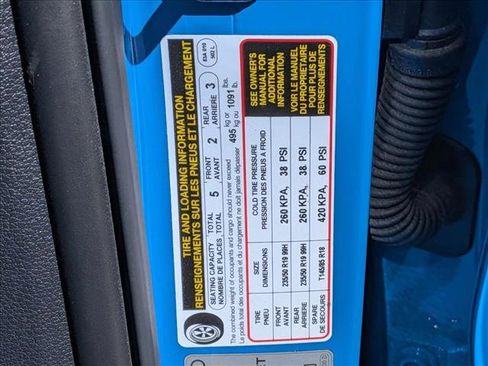 TIRE AND LOADING INFORMATION
RENSEIGNEMENTS SUR LES PNEUS ET LE CHARGEMENT
SEATING CAPACITY TOTAL 5 FRONT 2 REAR 3
NOMBRE DE PLACES TOTAL AVANT ARRIÈRE
The combined weight of occupants and cargo should never exceed 495 kg or 1091 lbs.
Le poids total des occupants et du chargement ne doit jamais dépasser kg ou lb.
TIRE SIZE COLD TIRE PRESSURE
PNEU DIMENSIONS PRESSION DES PNEUS A FROID
FRONT 235/50 R19 99H 260 KPA, 38 PSI
AVANT
REAR 235/50 R19 99H 260 KPA, 38 PSI
ARRIERE
SPARE T145/85 R18 420 KPA, 60 PSI
DE SECOURS
SEE OWNER'S
MANUAL FOR
ADDITIONAL
INFORMATION
VOIR LE MANUEL
DU PROPRIETAIRE
POUR PLUS DE
RENSEIGNEMENTS